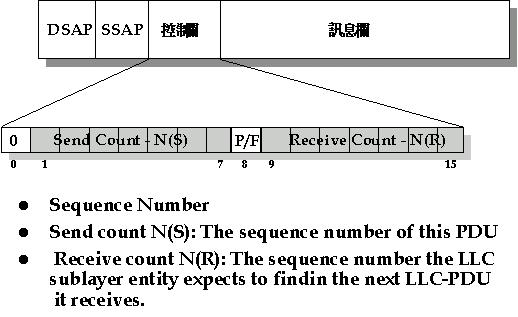 DSAP SSAP 控制欄 訊息欄
0 Send Count - N(S) P/F Receive Count - N(R)
0 1 7 8 9 15
● Sequence Number
● Send count N(S): The sequence number of this PDU
● Receive count N(R): The sequence number the LLC
sublayer entity expects to findin the next LLC-PDU
it receives.